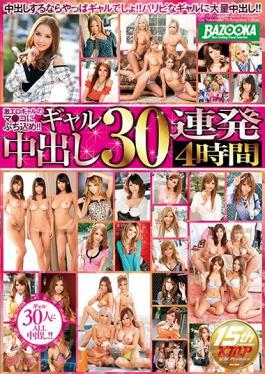 中出しするならやっぱギャルでしょ!!パリピなギャルに大量中出し!!
BAZOOKA
激エロギャルの
マ●コにぶち込め!!
ギャル
中出し30連発
4時間
ギャル
30人に
ALL
中出し!!
15th
K.M.Produce